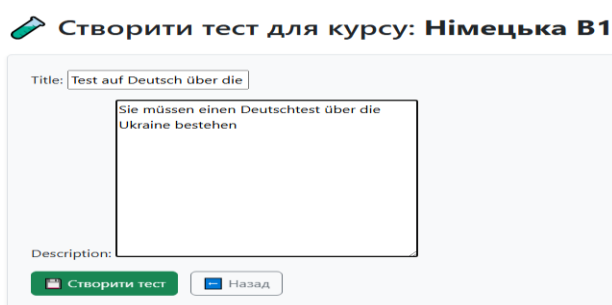 Створити тест для курсу: Німецька B1
Title: Test auf Deutsch über die
Sie müssen einen Deutschtest über die
Ukraine bestehen
Description:
Створити тест Назад